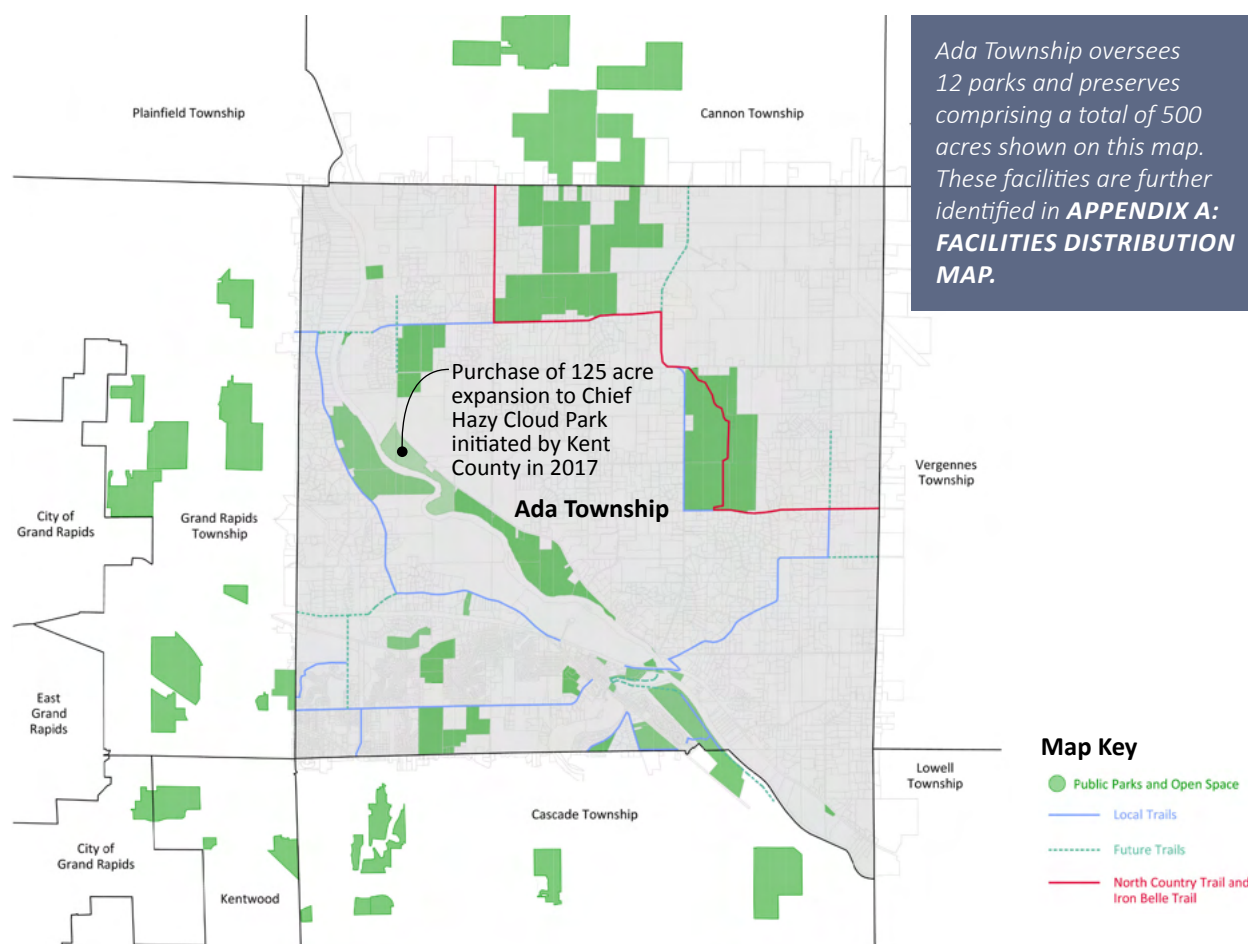 Ada Township oversees
12 parks and preserves
comprising a total of 500
acres shown on this map.
These facilities are further
identified in APPENDIX A:
FACILITIES DISTRIBUTION
MAP.
Plainfield Township
Cannon Township
Purchase of 125 acre
expansion to Chief
Hazy Cloud Park
initiated by Kent
County in 2017
Ada Township
Vergennes
Township
City of
Grand Rapids
Grand Rapids
Township
East
Grand
Rapids
Lowell
Township
Cascade Township
City of
Grand Rapids
Kentwood
Map Key
Public Parks and Open Space
Local Trails
Future Trails
North Country Trail and
Iron Belle Trail